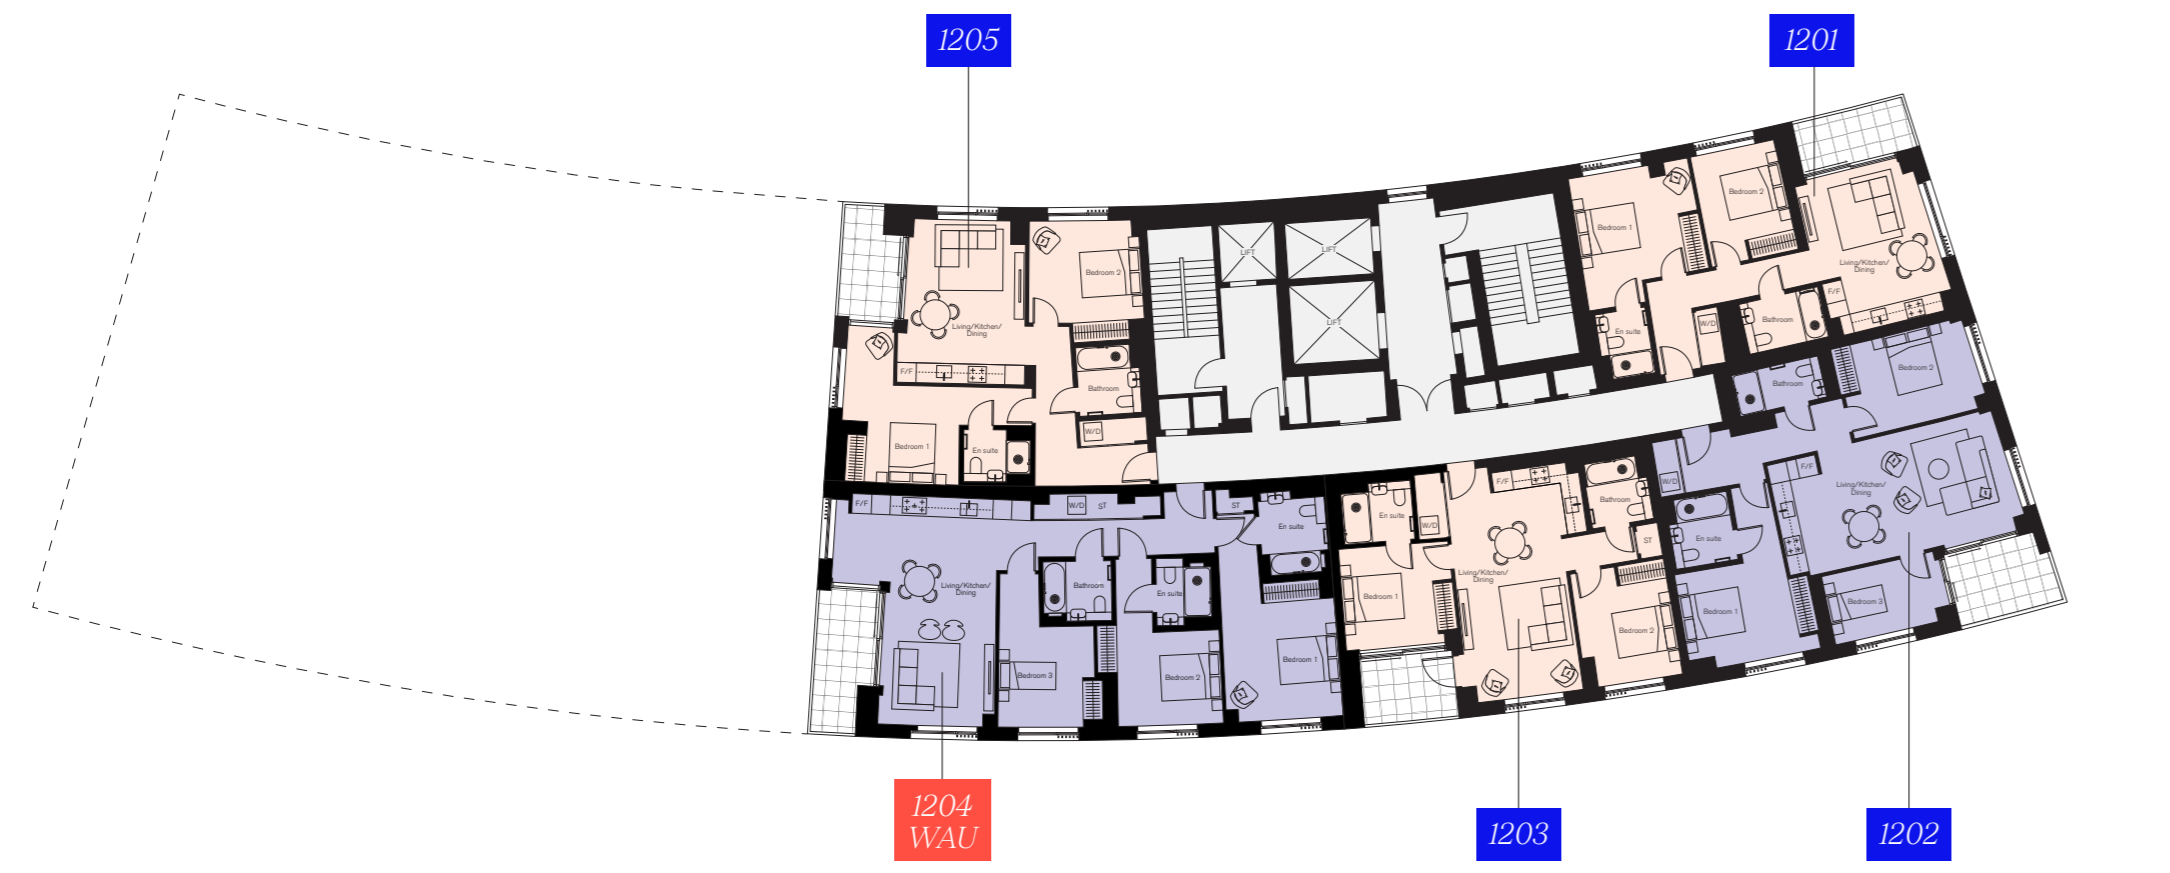 1205
1201
Bedroom 2
Living/Kitchen/
Dining
F/F
Bathroom
W/D
Bedroom 1
En suite
LIFT
LIFT
LIFT
Bedroom 1
Bedroom 2
Living/Kitchen/
Dining
F/F
En suite
W/D
Bathroom
Bathroom
Bedroom 2
F/F
W/D
Living/Kitchen/
Dining
En suite
Bedroom 1
Bedroom 3
F/F
W/D
ST
ST
En suite
Living/Kitchen/
Dining
Bathroom
En suite
Bedroom 3
Bedroom 2
Bedroom 1
En suite
W/D
F/F
Bathroom
ST
Living/Kitchen/
Dining
Bedroom 1
Bedroom 2
1204
WAU
1203
1202